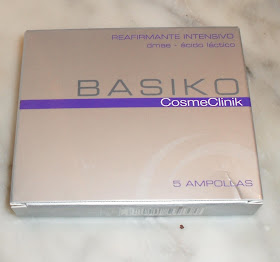 REAFIRMANTE INTENSIVO
dmae - ácido láctico
BASIKO
CosmeClinik
5 AMPOLLAS